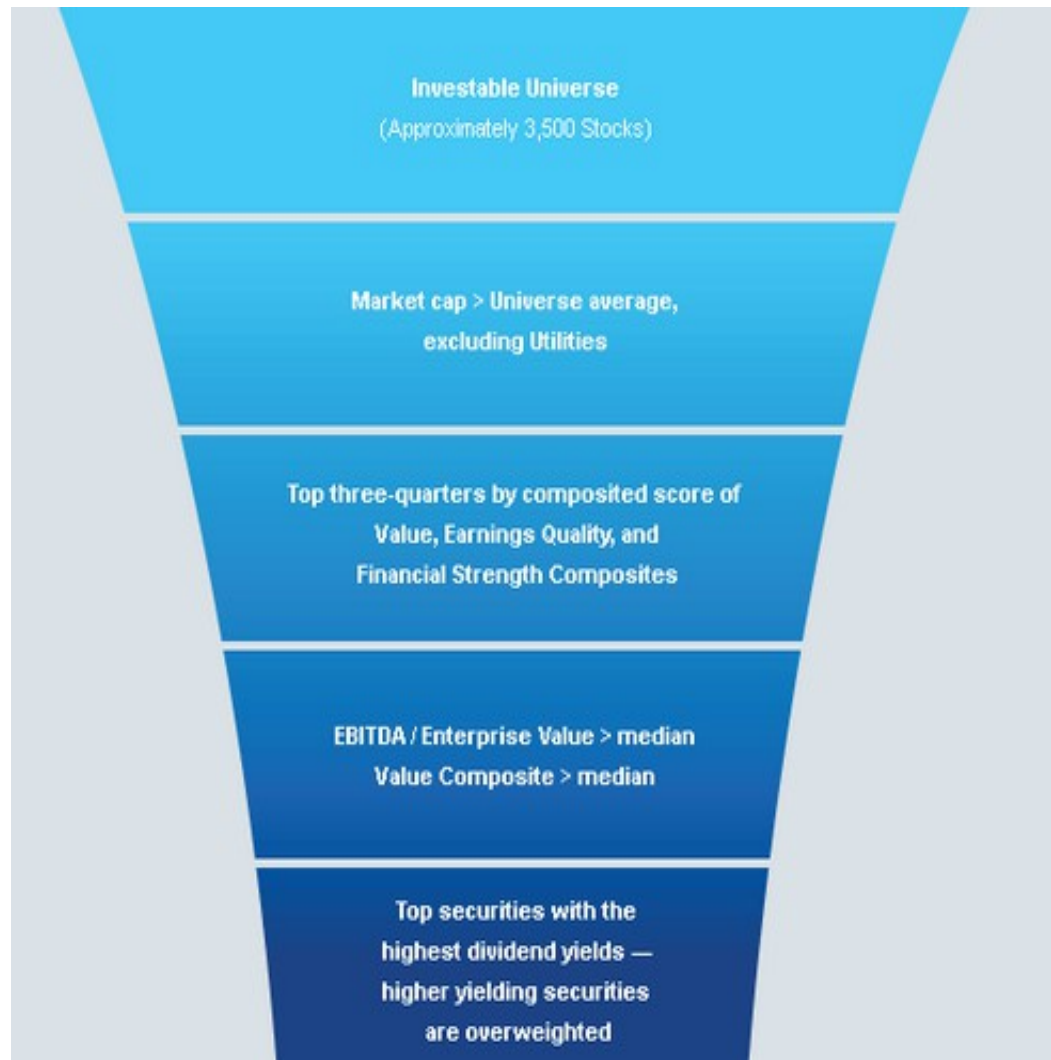 Investable Universe
(Approximately 3,500 Stocks)
Market cap > Universe average,
excluding Utilities
Top three-quarters by composited score of
Value, Earnings Quality, and
Financial Strength Composites
EBITDA / Enterprise Value > median
Value Composite > median
Top securities with the
highest dividend yields —
higher yielding securities
are overweighted